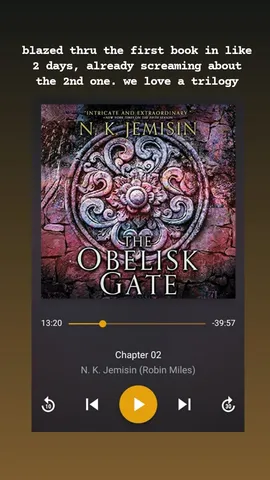 blazed thru the first book in like
2 days, already screaming about
the 2nd one. we love a trilogy
"INTRICATE AND EXTRAORDINARY."
N. K. JEMISIN
THE
OBELISK
GATE
13:20
-39:57
Chapter 02
N. K. Jemisin (Robin Miles)
10
30